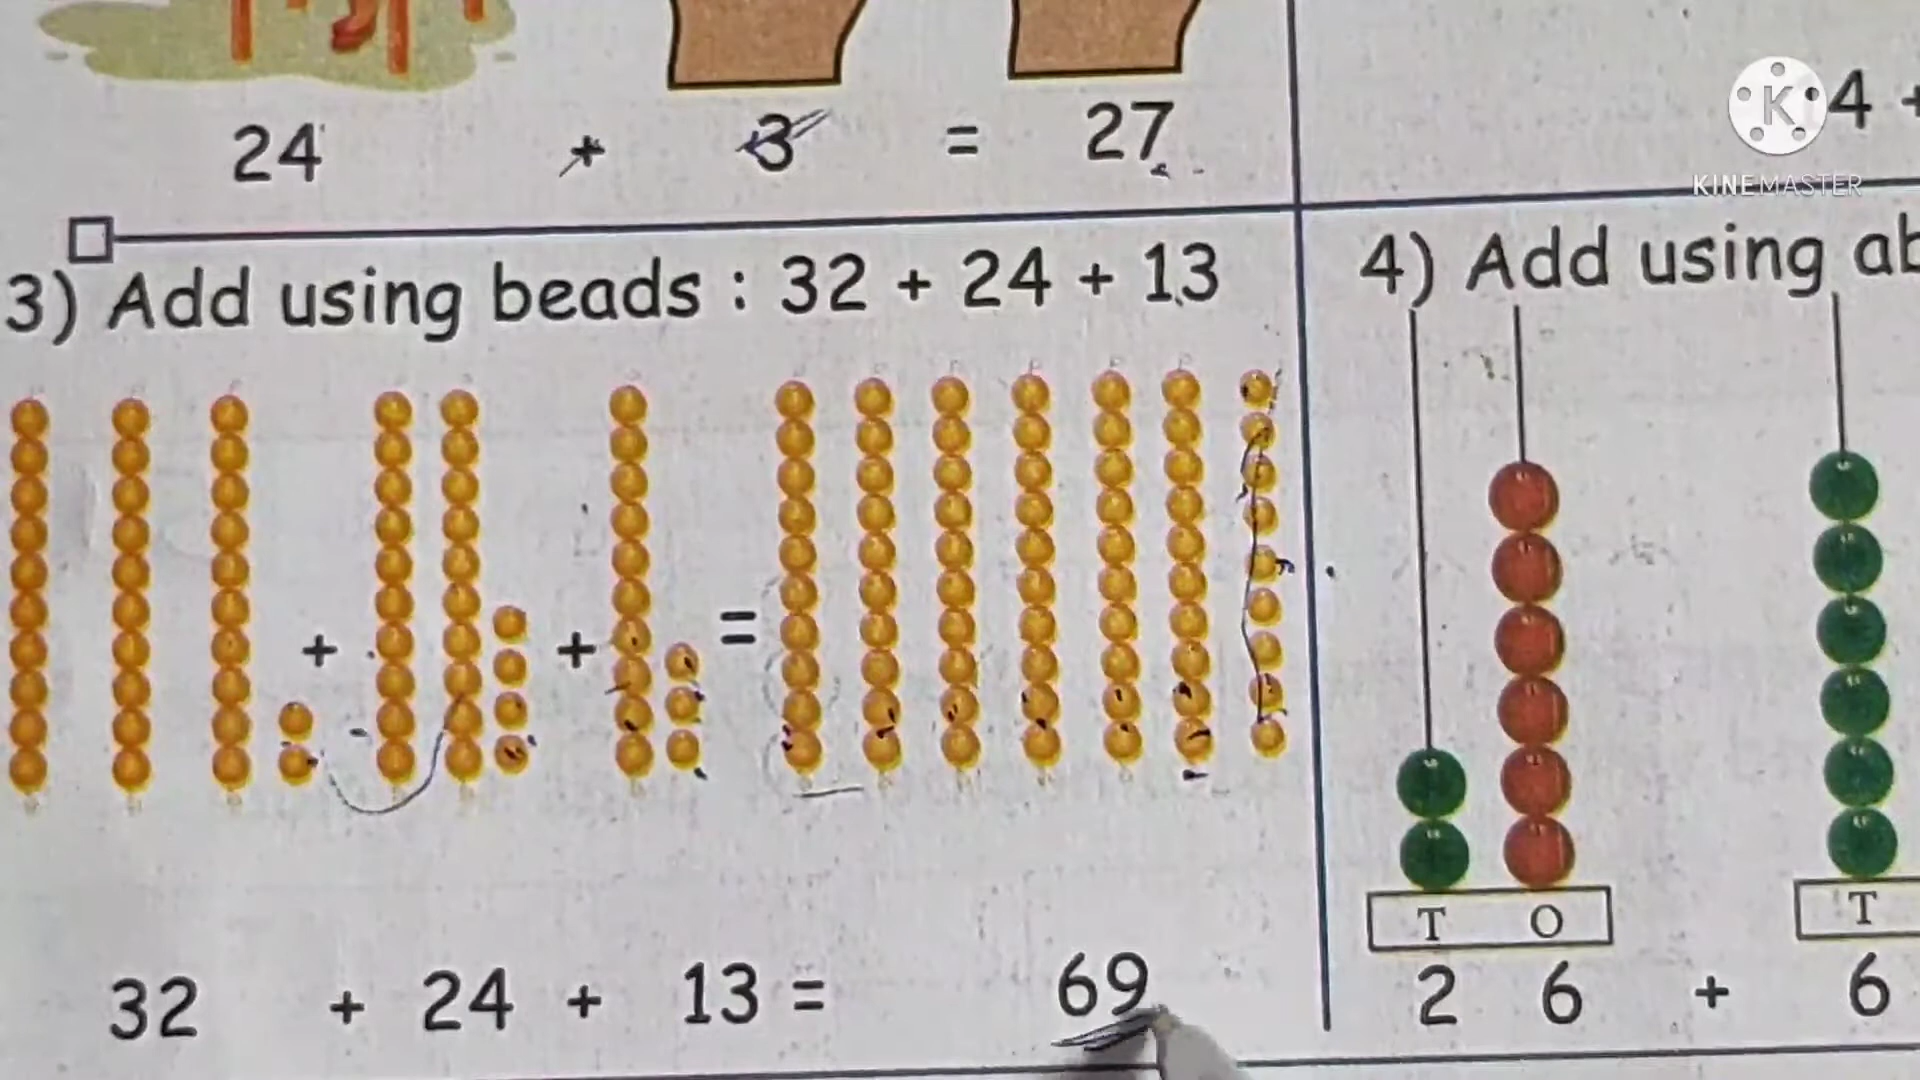 24 + 3 = 27
4 +
K
KINEMASTER
3) Add using beads : 32 + 24 + 13
+ + =
32 + 24 + 13 = 69
4) Add using ab
T O T
2 6 + 6